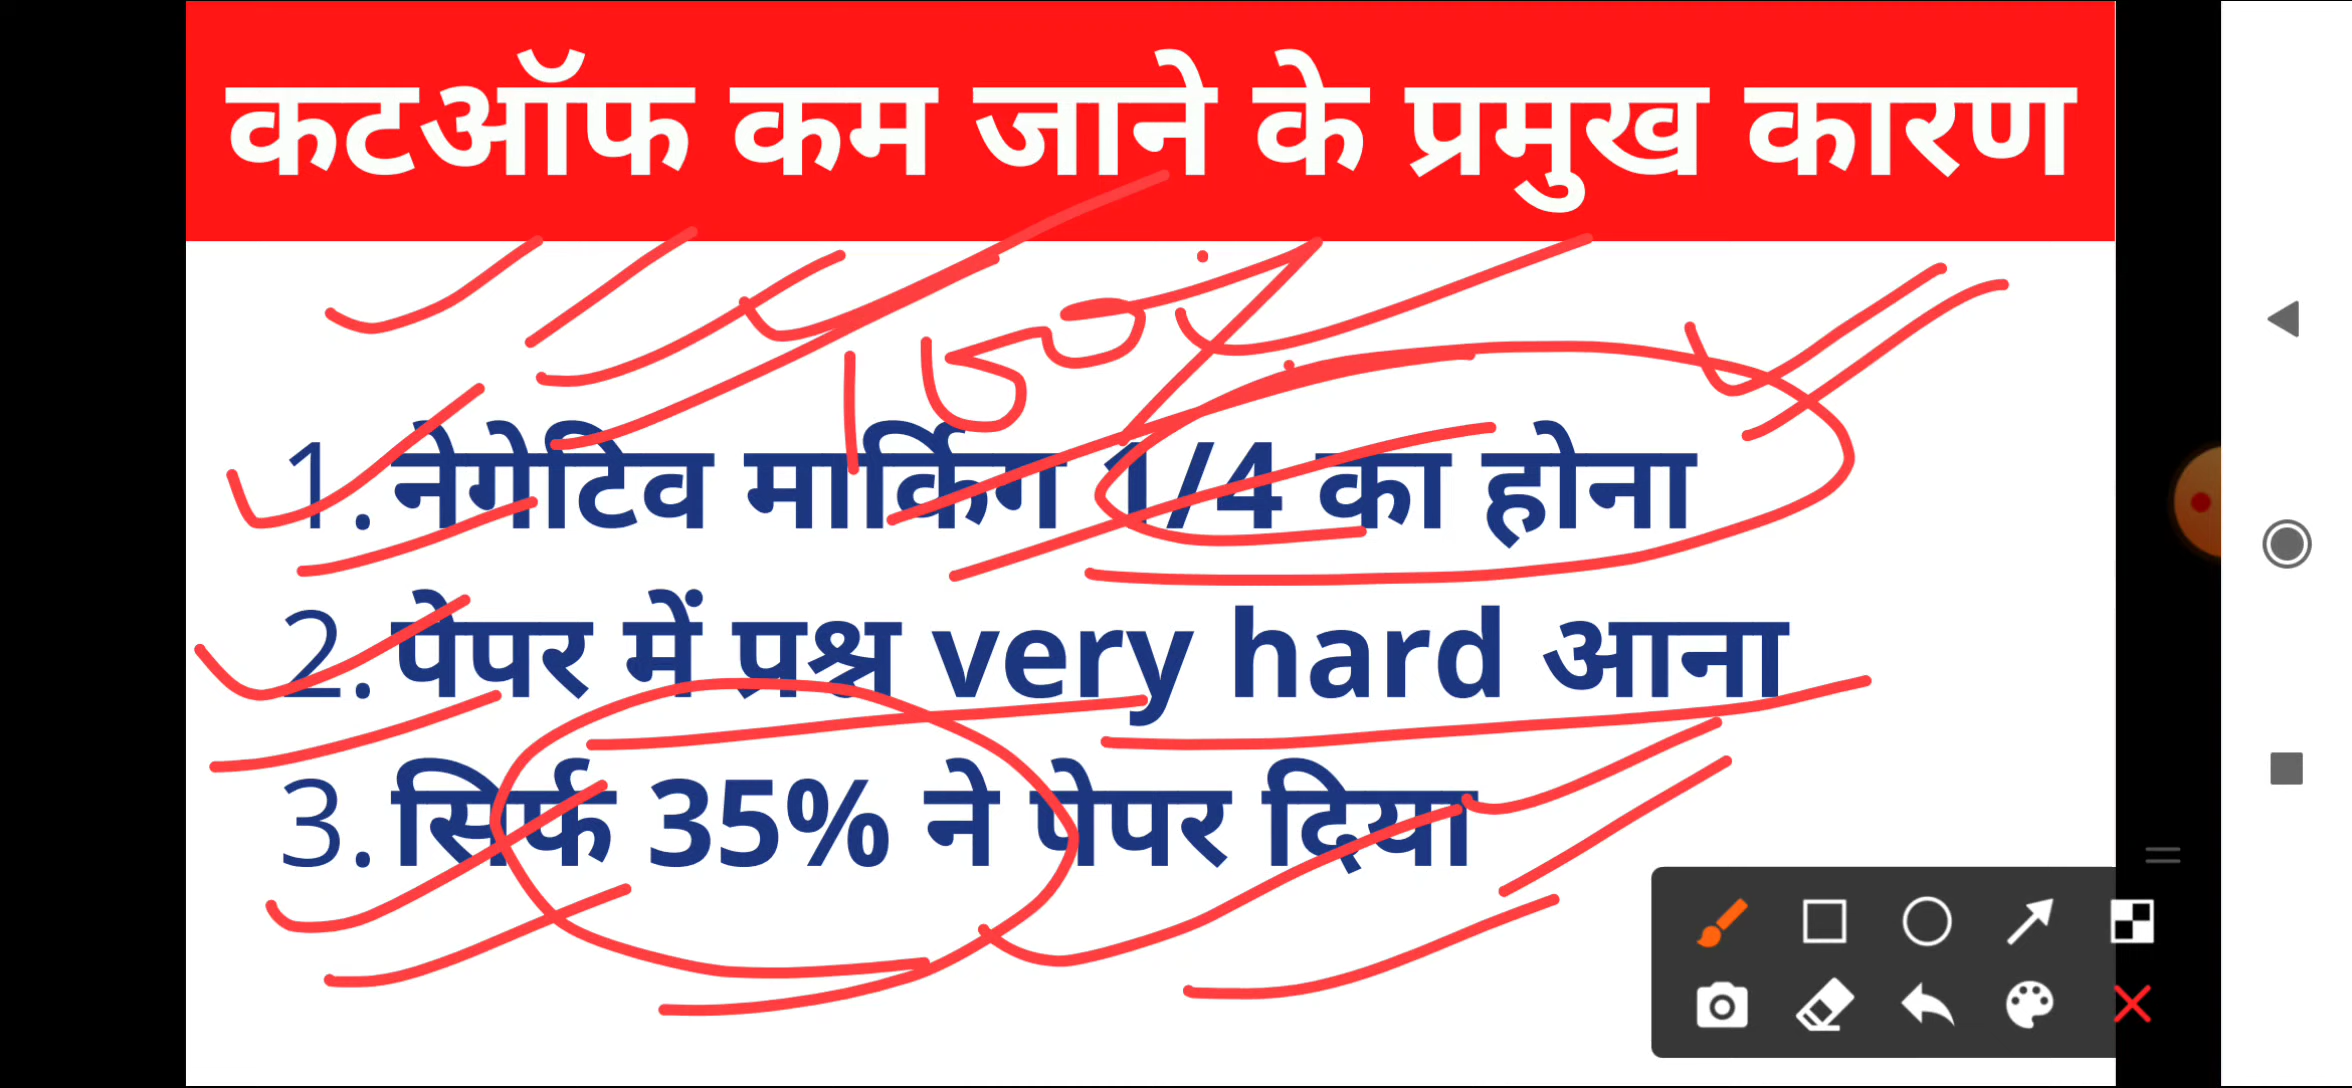 कटऑफ कम जाने के प्रमुख कारण
1. नेगेटिव मार्किंग 1/4 का होना
2. पेपर में प्रश्न very hard आना
3. सिर्फ 35% ने पेपर दिया